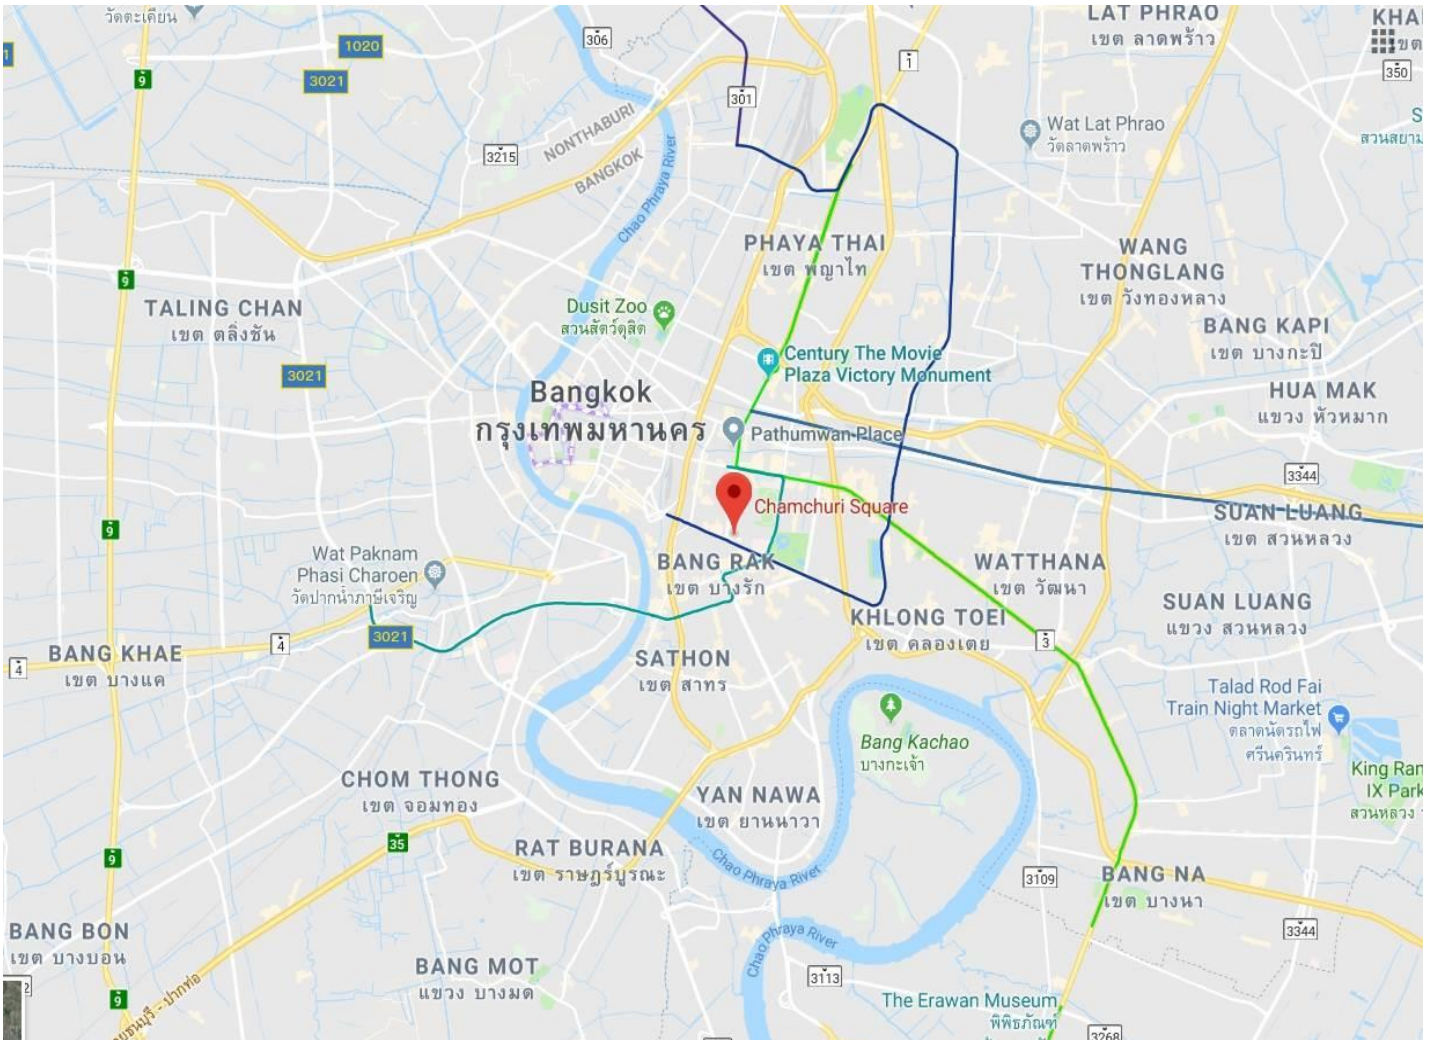 วัดตะเคียน
306
LAT PHRAO
เขต ลาดพร้าว
1020
3021
9
1
301
350
3215
NONTHABURI
BANGKOK
Chao Phraya River
Wat Lat Phrao
วัดลาดพร้าว
PHAYA THAI
เขต พญาไท
WANG
THONGLANG
เขต วังทองหลาง
9
TALING CHAN
เขต ตลิ่งชัน
Dusit Zoo
สวนสัตว์ดุสิต
BANG KAPI
เขต บางกะปิ
Century The Movie
Plaza Victory Monument
3021
Bangkok
กรุงเทพมหานคร
HUA MAK
แขวง หัวหมาก
Pathumwan Place
3344
Chamchuri Square
SUAN LUANG
เขต สวนหลวง
9
Wat Paknam
Phasi Charoen
วัดปากน้ำภาษีเจริญ
BANG RAK
เขต บางรัก
WATTHANA
เขต วัฒนา
SUAN LUANG
แขวง สวนหลวง
KHLONG TOEI
เขต คลองเตย
3021
4
4
3
BANG KHAE
เขต บางแค
SATHON
เขต สาทร
Talad Rod Fai
Train Night Market
ตลาดนัดรถไฟ
ศรีนครินทร์
Bang Kachao
บางกะเจ้า
CHOM THONG
เขต จอมทอง
YAN NAWA
เขต ยานนาวา
King Ran
IX Park
สวนหลวง
35
RAT BURANA
เขต ราษฎร์บูรณะ
Chao Phraya River
9
3109
BANG NA
เขต บางนา
BANG BON
เขต บางบอน
3344
Chao Phraya River
BANG MOT
แขวง บางมด
3113
9
The Erawan Museum
พิพิธภัณฑ์
3268